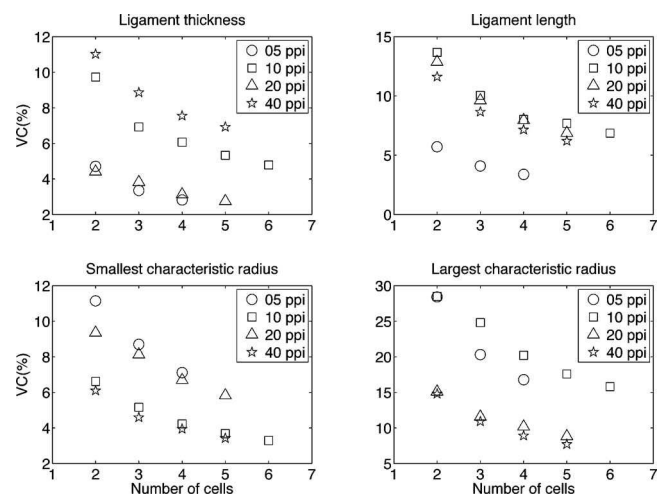 Ligament thickness
12
10
8
6
4
2
VC(%)
1 2 3 4 5 6 7
05 ppi
10 ppi
20 ppi
40 ppi
Ligament length
15
10
5
0
1 2 3 4 5 6 7
05 ppi
10 ppi
20 ppi
40 ppi
Smallest characteristic radius
12
10
8
6
4
2
VC(%)
1 2 3 4 5 6 7
Number of cells
05 ppi
10 ppi
20 ppi
40 ppi
Largest characteristic radius
30
25
20
15
10
5
1 2 3 4 5 6 7
Number of cells
05 ppi
10 ppi
20 ppi
40 ppi